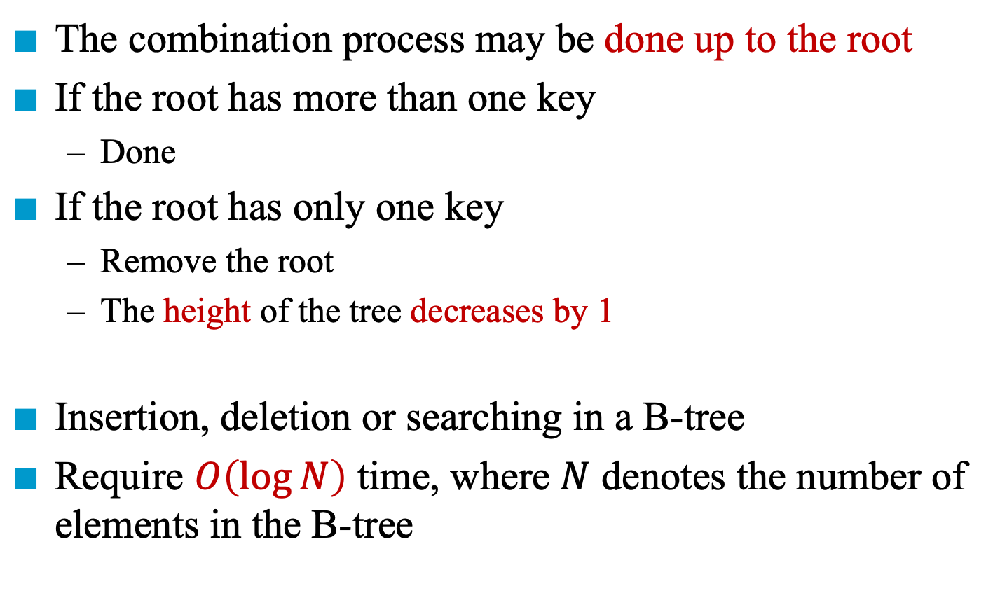 The combination process may be done up to the root
If the root has more than one key
– Done
If the root has only one key
– Remove the root
– The height of the tree decreases by 1
Insertion, deletion or searching in a B-tree
Require O(log N) time, where N denotes the number of
elements in the B-tree